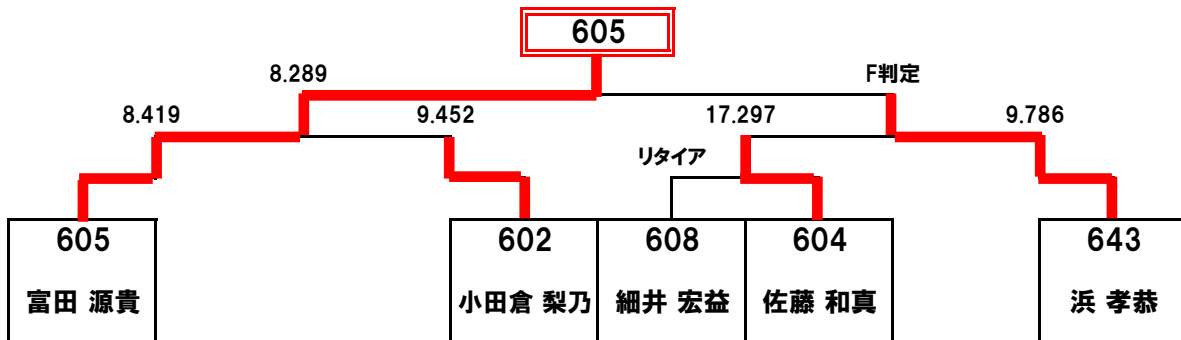 605
8.289
F判定
8.419
9.452
17.297
9.786
リタイア
605
602
608
604
643
富田 源貴
小田倉 梨乃
細井 宏益
佐藤 和真
浜 孝恭